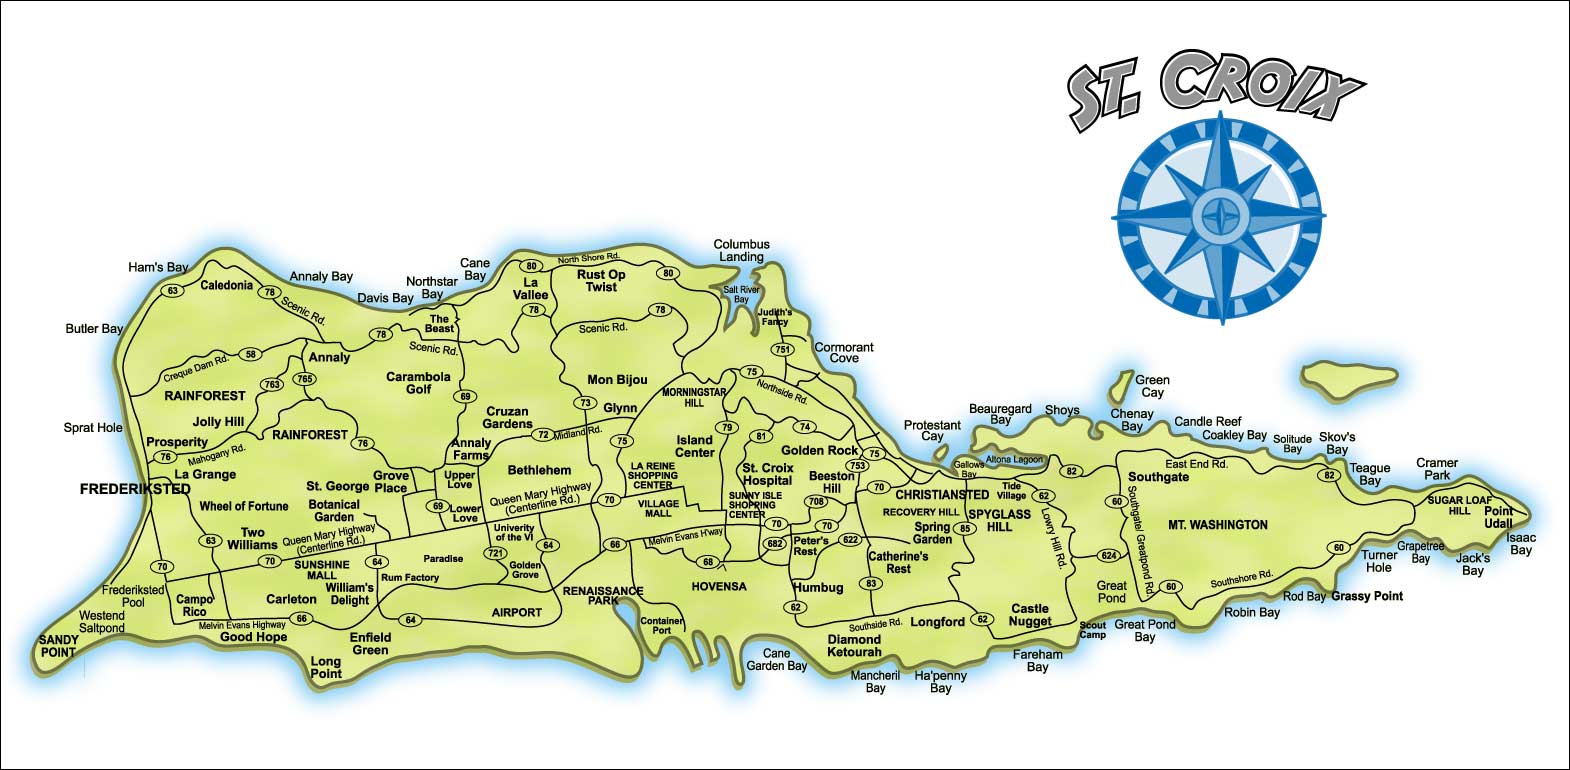 ST. CROIX
Columbus
Landing
Ham's Bay
Annaly Bay
Cane
Bay
Northstar
Bay
Davis Bay
Butler Bay
Caledonia
63
78
Scenic Rd.
80
North Shore Rd.
80
La
Vallee
Rust Op
Twist
Salt River
Bay
Judith's
Fancy
78
78
Scenic Rd.
The
Beast
78
Scenic Rd.
751
Cormorant
Cove
Creque Dam Rd.
58
Annaly
763
765
RAINFOREST
Carambola
Golf
69
Mon Bijou
73
MORNINGSTAR
HILL
75
Northside Rd.
Green
Cay
Sprat Hole
Jolly Hill
RAINFOREST
Prosperity
76
Mahogany Rd.
76
Cruzan
Gardens
Glynn
72
Midland Rd.
75
Annaly
Farms
Island
Center
79
81
74
Golden Rock
753
75
Protestant
Cay
Beauregard
Bay
Shoys
Chenay
Bay
Candle Reef
Coakley Bay
Solitude
Bay
Skov's
Bay
Teague
Bay
Cramer
Park
La Grange
FREDERIKSTED
St. George
Grove
Place
Upper
Love
Bethlehem
LA REINE
SHOPPING
CENTER
St. Croix
Hospital
Beeston
Hill
70
Gallows
Bay
Altona Lagoon
82
East End Rd.
82
Southgate
Wheel of Fortune
Botanical
Garden
69
Lower
Love
Queen Mary Highway
(Centerline Rd.)
70
VILLAGE
MALL
SUNNY ISLE
SHOPPING
CENTER
708
CHRISTIANSTED
RECOVERY HILL
SPYGLASS
HILL
Tide
Village
62
60
Southgate/ Greatpond Rd
SUGAR LOAF
HILL
Point
Udall
Isaac
Bay
Two
Williams
63
Queen Mary Highway
(Centerline Rd.)
70
Univerity
of the VI
64
66
Melvin Evans H'way
70
70
682
Peter's
Rest
622
Spring
Garden
85
Lowry Hill Rd.
MT. WASHINGTON
70
SUNSHINE
MALL
64
Paradise
721
Golden
Grove
68
Catherine's
Rest
624
60
Turner
Hole
Grapetree
Bay
Jack's
Bay
Frederiksted
Pool
Campo
Rico
Carleton
William's
Delight
Rum Factory
RENAISSANCE
PARK
HOVENSA
Humbug
83
Great
Pond
60
Southshore Rd.
Rod Bay
Grassy Point
Westend
Saltpond
Melvin Evans Highway
66
64
AIRPORT
62
Container
Port
Southside Rd.
Longford
62
Castle
Nugget
Scout
Camp
Great Pond
Bay
Robin Bay
SANDY
POINT
Good Hope
Enfield
Green
Long
Point
Cane
Garden Bay
Diamond
Ketourah
Mancheril
Bay
Ha'penny
Bay
Fareham
Bay